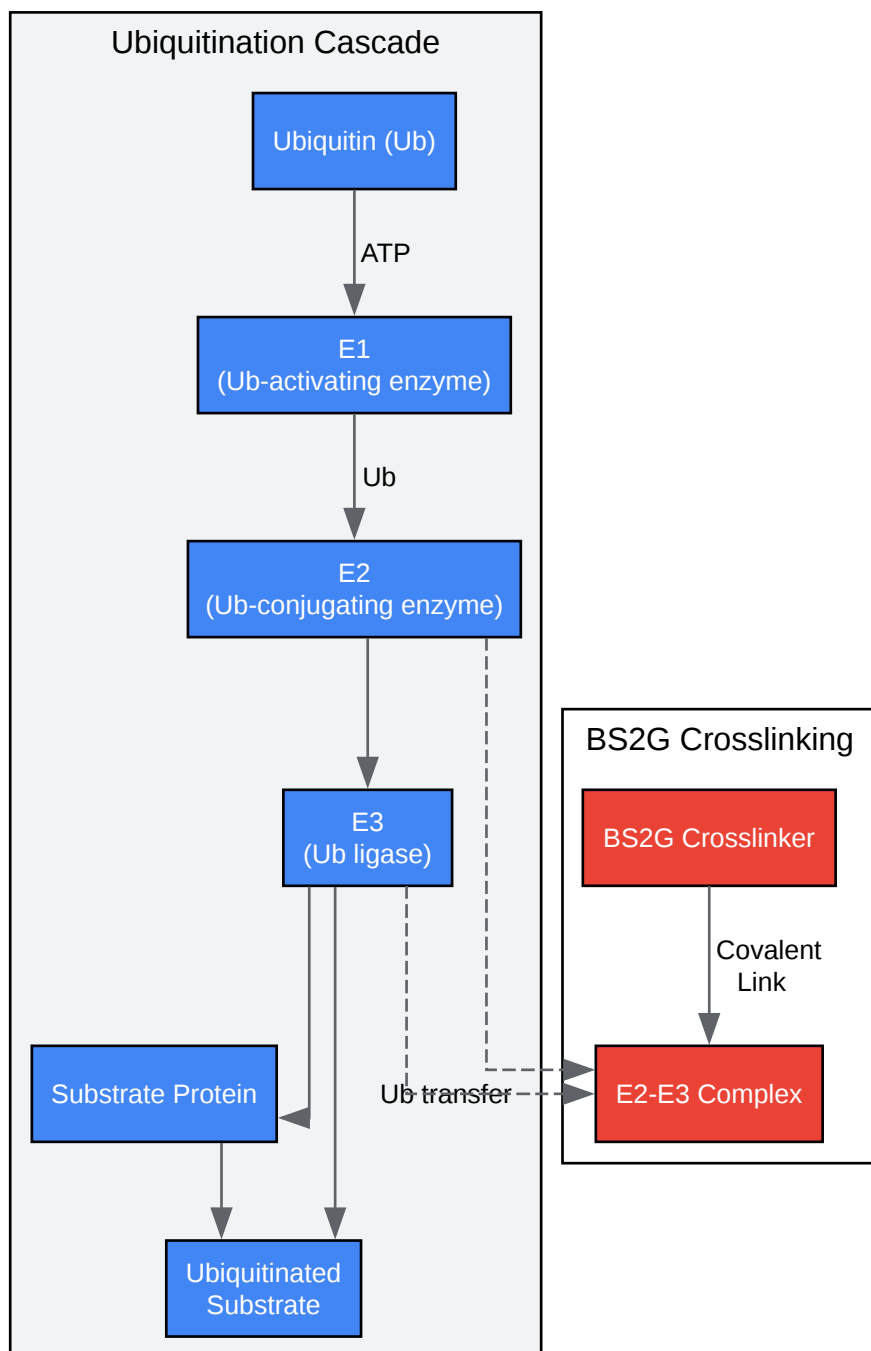 Ubiquitination Cascade
Ubiquitin (Ub)
ATP
E1
(Ub-activating enzyme)
Ub
E2
(Ub-conjugating enzyme)
E3
(Ub ligase)
Substrate Protein
Ub transfer
Ubiquitinated
Substrate
BS2G Crosslinking
BS2G Crosslinker
Covalent
Link
E2-E3 Complex